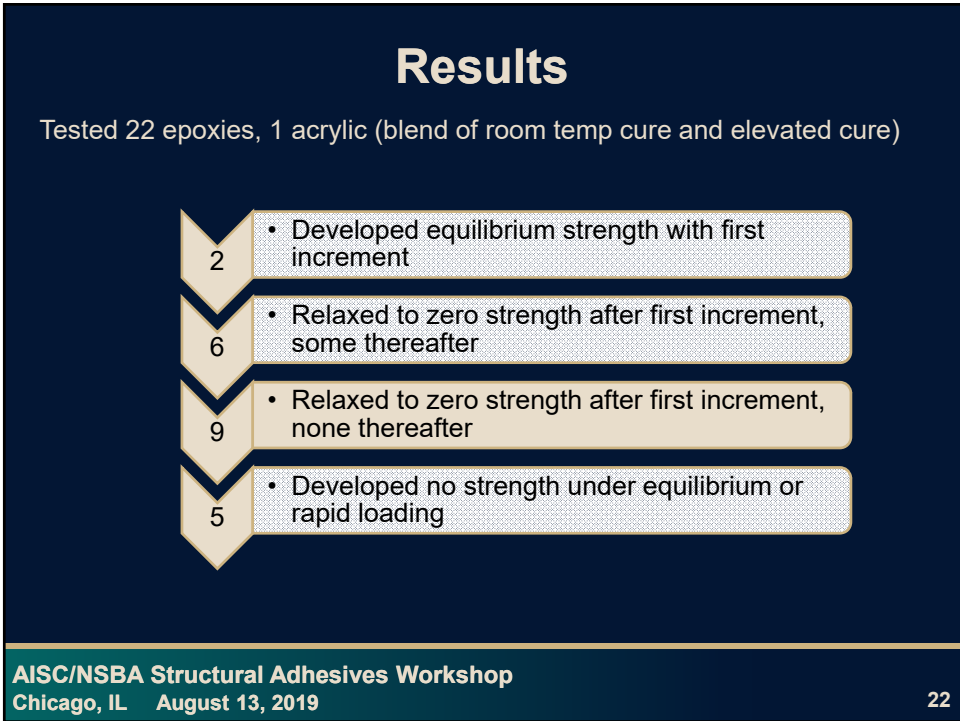 Results
Tested 22 epoxies, 1 acrylic (blend of room temp cure and elevated cure)
2
• Developed equilibrium strength with first
increment
6
• Relaxed to zero strength after first increment,
some thereafter
9
• Relaxed to zero strength after first increment,
none thereafter
5
• Developed no strength under equilibrium or
rapid loading
AISC/NSBA Structural Adhesives Workshop
Chicago, IL August 13, 2019
22